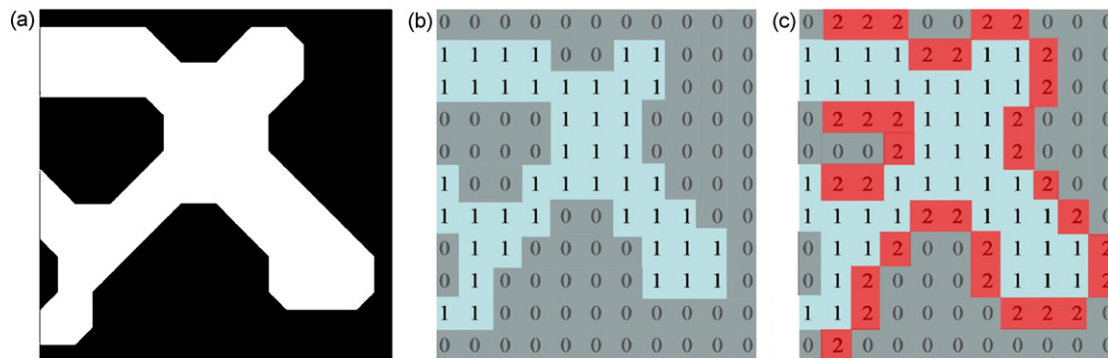 (a)
(b)
0 0 0 0 0 0 0 0 0 0 0
1 1 1 1 0 0 1 1 0 0 0
1 1 1 1 1 1 1 1 0 0 0
0 0 0 0 1 1 1 0 0 0 0
0 0 0 0 1 1 1 0 0 0 0
1 0 0 1 1 1 1 1 0 0 0
1 1 1 1 0 0 1 1 1 0 0
0 1 1 0 0 0 0 1 1 1 0
0 1 0 0 0 0 0 1 1 1 0
1 1 0 0 0 0 0 0 0 0 0
0 0 0 0 0 0 0 0 0 0 0
(c)
0 2 2 2 0 0 2 2 0 0 0
1 1 1 1 2 2 1 1 2 0 0
1 1 1 1 1 1 1 1 2 0 0
0 2 2 2 1 1 1 2 0 0 0
0 0 0 2 1 1 1 2 0 0 0
1 2 2 1 1 1 1 1 2 0 0
1 1 1 1 2 2 1 1 1 2 0
0 1 1 2 0 0 2 1 1 1 2
0 1 2 0 0 0 2 1 1 1 2
1 1 2 0 0 0 0 2 2 2 0
0 2 0 0 0 0 0 0 0 0 0